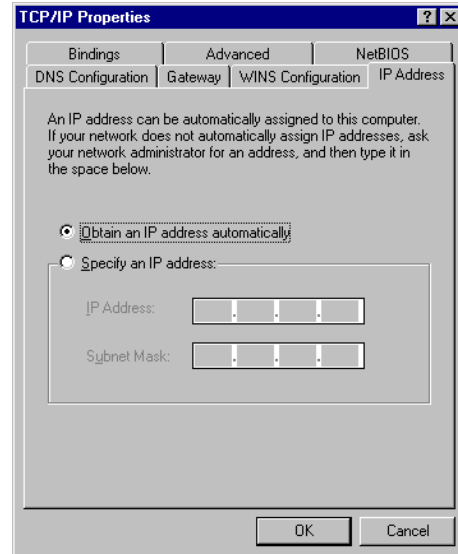 TCP/IP Properties
Bindings
Advanced
NetBIOS
DNS Configuration
Gateway
WINS Configuration
IP Address
An IP address can be automatically assigned to this computer.
If your network does not automatically assign IP addresses, ask
your network administrator for an address, and then type it in
the space below.
Obtain an IP address automatically
Specify an IP address:
IP Address:
Subnet Mask:
OK
Cancel